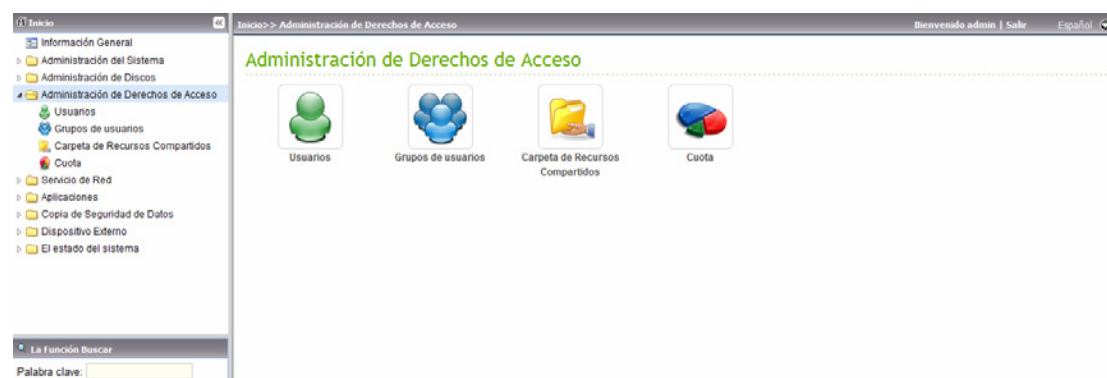 Inicio
Inicio>> Administración de Derechos de Acceso
Bienvenido admin | Salir
Español
Información General
Administración del Sistema
Administración de Discos
Administración de Derechos de Acceso
Usuarios
Grupos de usuarios
Carpeta de Recursos Compartidos
Cuota
Servicio de Red
Aplicaciones
Copia de Seguridad de Datos
Dispositivo Externo
El estado del sistema
La Función Buscar
Palabra clave:
Administración de Derechos de Acceso
Usuarios
Grupos de usuarios
Carpeta de Recursos
Compartidos
Cuota